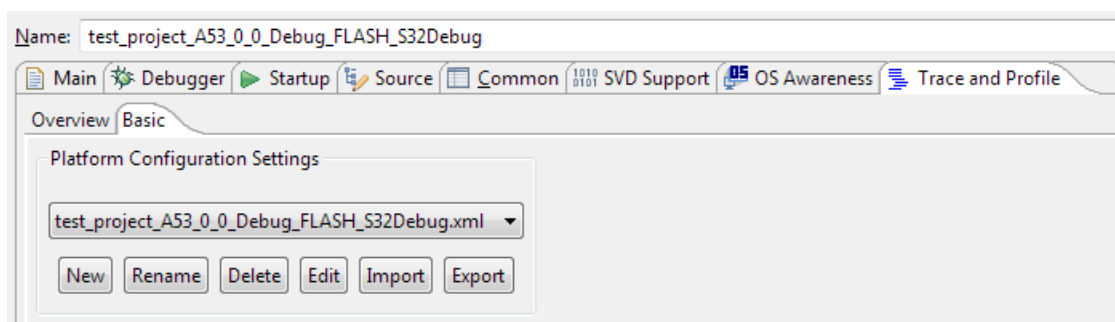 Name: test_project_A53_0_0_Debug_FLASH_S32Debug
Main Debugger Startup Source Common 1010 0101 SVD Support OS OS Awareness Trace and Profile
Overview Basic
Platform Configuration Settings
test_project_A53_0_0_Debug_FLASH_S32Debug.xml
New Rename Delete Edit Import Export